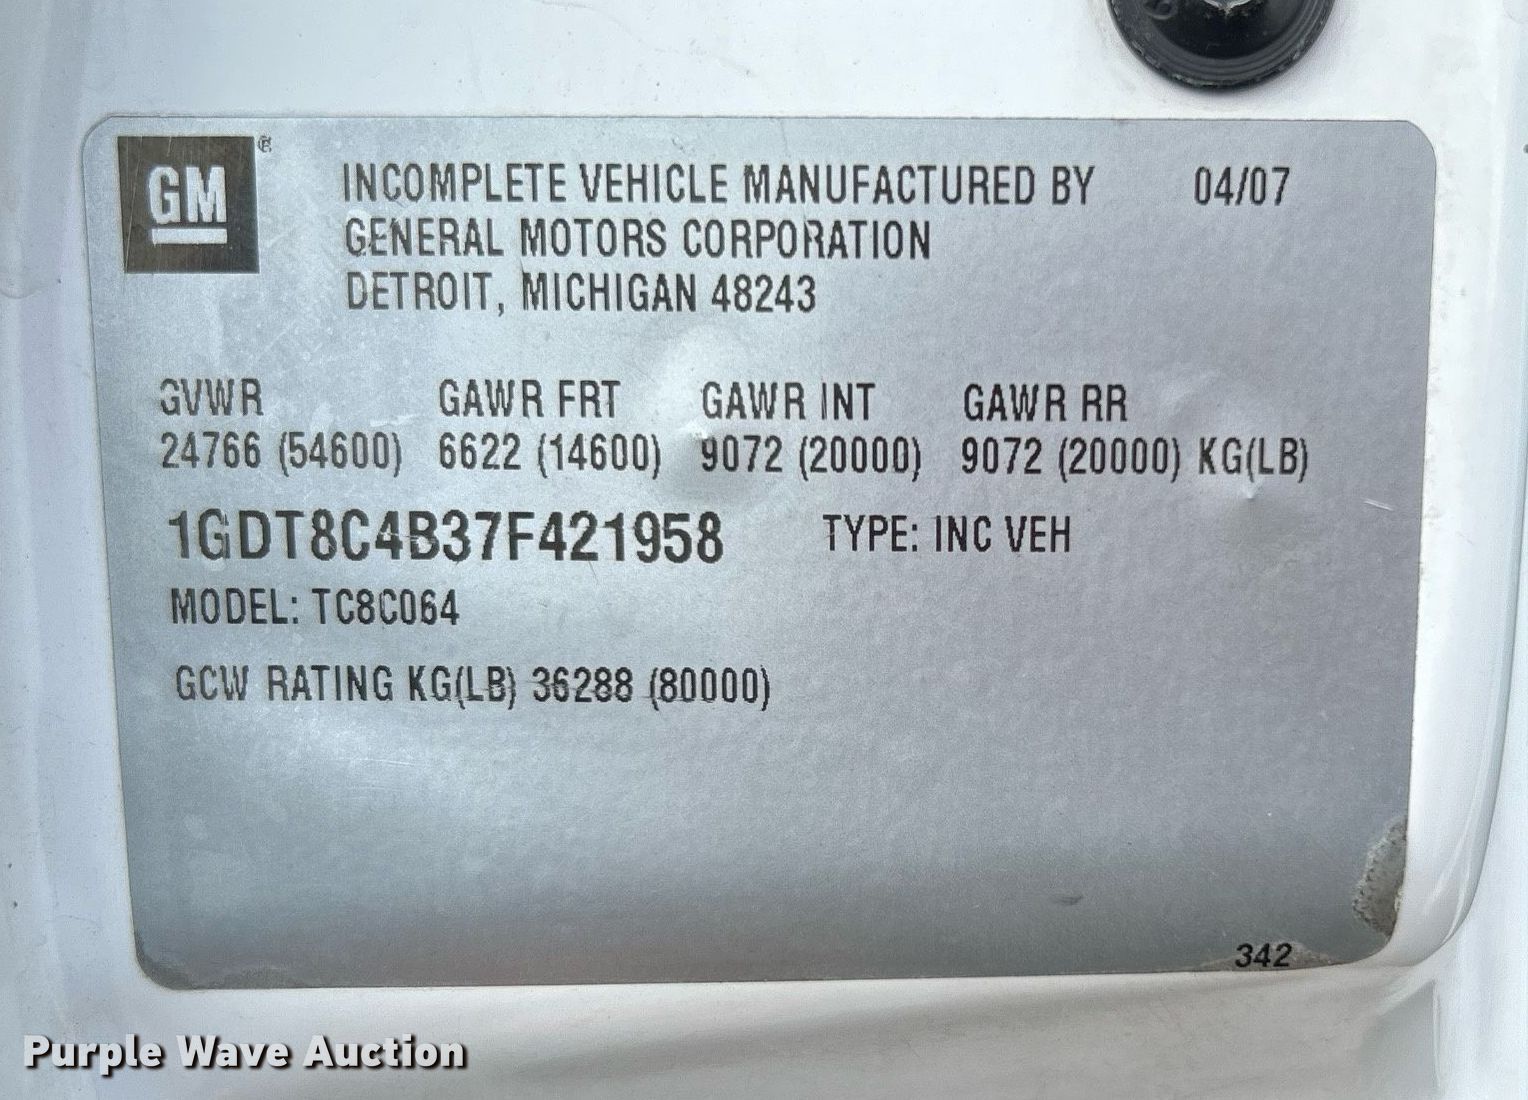 GM
INCOMPLETE VEHICLE MANUFACTURED BY 04/07
GENERAL MOTORS CORPORATION
DETROIT, MICHIGAN 48243
GVWR GAWR FRT GAWR INT GAWR RR
24766 (54600) 6622 (14600) 9072 (20000) 9072 (20000) KG(LB)
1GDT8C4B37F421958 TYPE: INC VEH
MODEL: TC8C064
GCW RATING KG(LB) 36288 (80000)
342
Purple Wave Auction